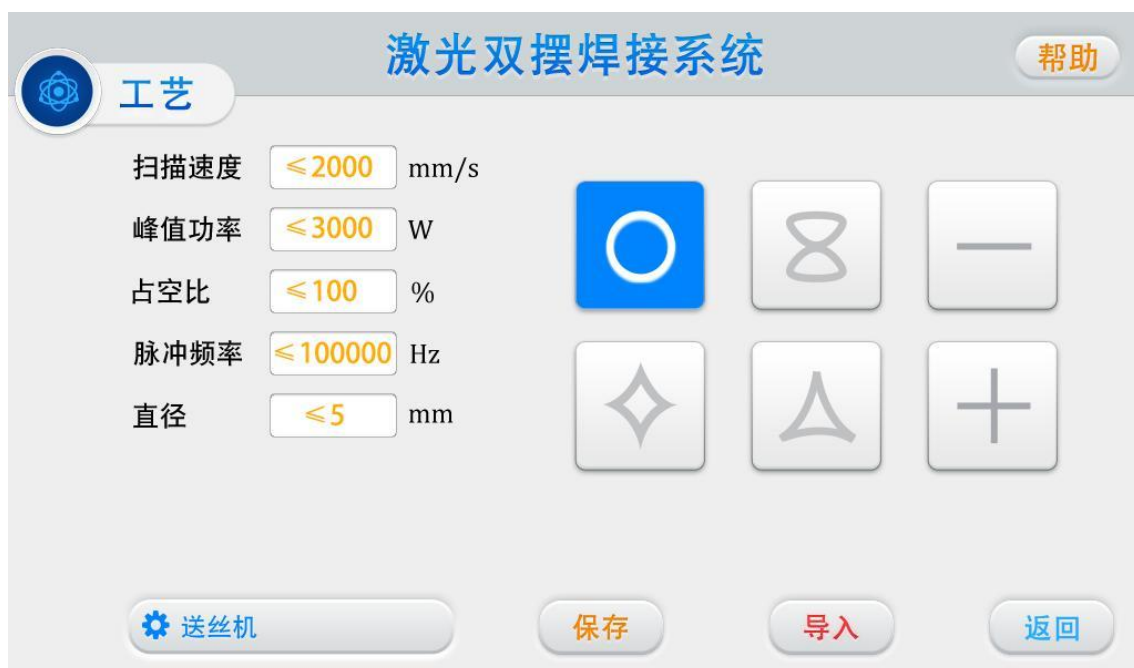 激光双摆焊接系统
帮助
工艺
扫描速度 ≤2000 mm/s
峰值功率 ≤3000 W
占空比 ≤100 %
脉冲频率 ≤100000 Hz
直径 ≤5 mm
送丝机
保存
导入
返回